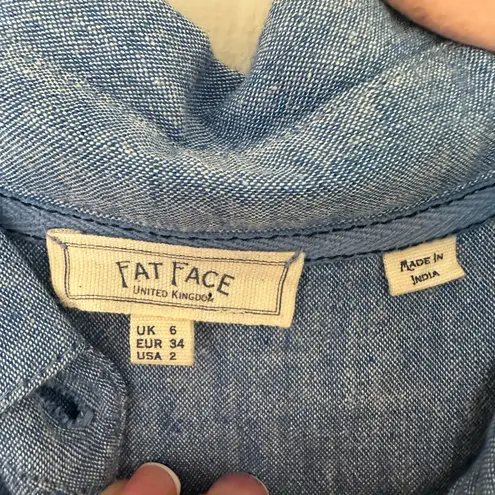 FAT FACE
UNITED KINGDOM
UK 6
EUR 34
USA 2
MADE IN
INDIA